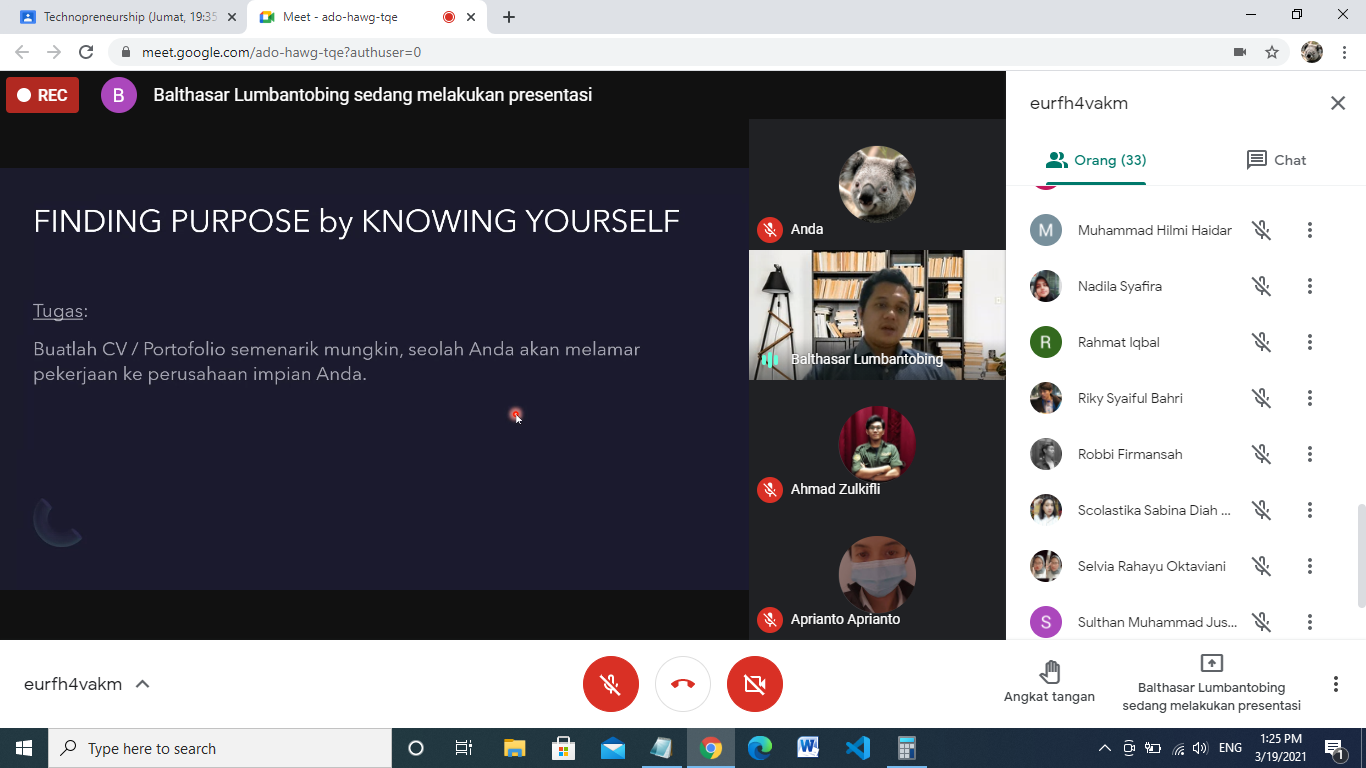 Technopreneurship (Jumat, 19:35
Meet - ado-hawg-tqe
meet.google.com/ado-hawg-tqe?authuser=0
REC
B
Balthasar Lumbantobing sedang melakukan presentasi
FINDING PURPOSE by KNOWING YOURSELF
Tugas:
Buatlah CV / Portofolio semenarik mungkin, seolah Anda akan melamar
pekerjaan ke perusahaan impian Anda.
Anda
Balthasar Lumbantobing
Ahmad Zulkifli
Aprianto Aprianto
eurfh4vakm
Orang (33)
Chat
M
Muhammad Hilmi Haidar
Nadila Syafira
R
Rahmat Iqbal
Riky Syaiful Bahri
Robbi Firmansah
Scolastika Sabina Diah ...
Selvia Rahayu Oktaviani
S
Sulthan Muhammad Jus...
eurfh4vakm
Angkat tangan
Balthasar Lumbantobing
sedang melakukan presentasi
Type here to search
ENG
1:25 PM
3/19/2021
1